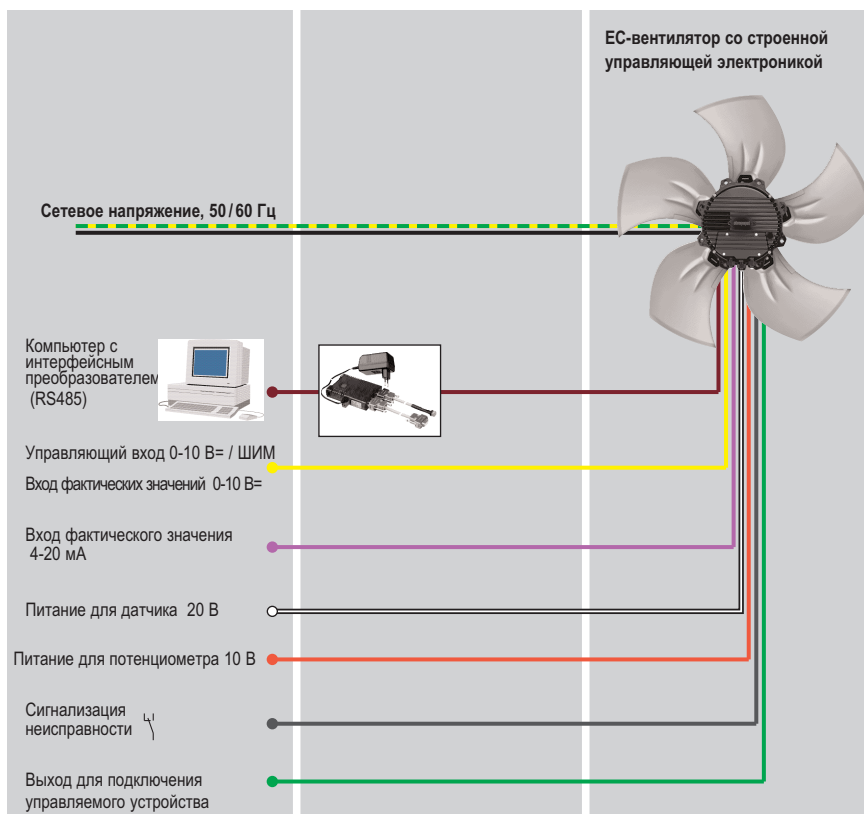 ЕС-вентилятор со строенной
управляющей электроникой
Сетевое напряжение, 50/60 Гц
Компьютер с
интерфейсным
преобразователем
(RS485)
Управляющий вход 0-10 В= / ШИМ
Вход фактических значений 0-10 В=
Вход фактического значения
4-20 мА
Питание для датчика 20 В
Питание для потенциометра 10 В
Сигнализация
неисправности
Выход для подключения
управляемого устройства